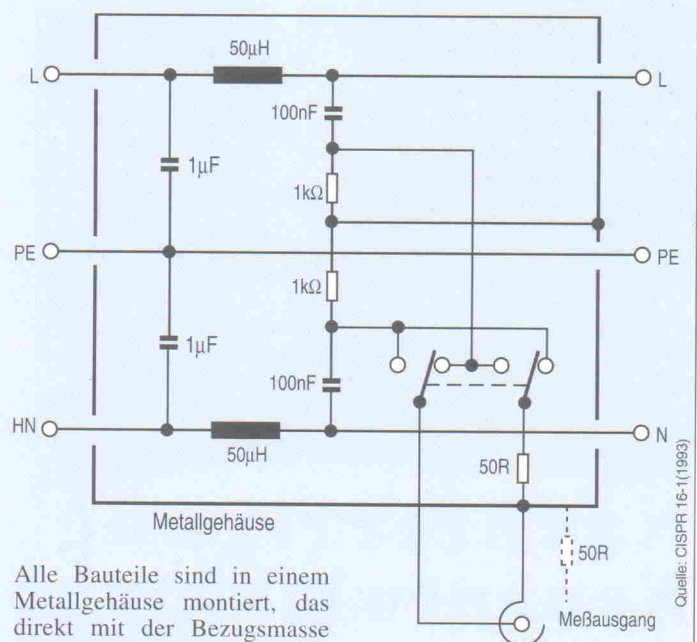 50µH
L
L
100nF
1µF
1kΩ
PE
PE
1kΩ
1µF
100nF
HN
N
50µH
50R
Metallgehäuse
50R
Meßausgang
Alle Bauteile sind in einem
Metallgehäuse montiert, das
direkt mit der Bezugsmasse
Quelle: CISPR 16-1(1993)